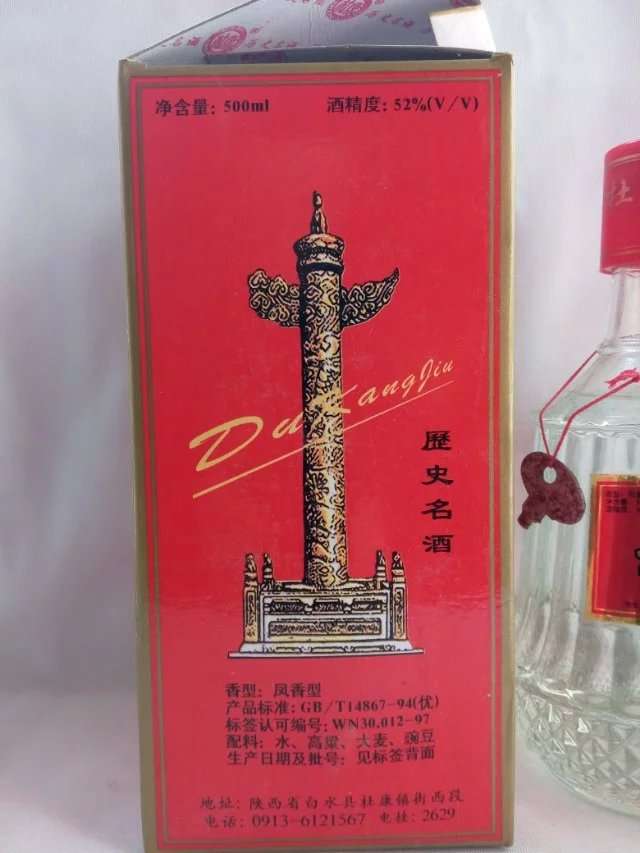 净含量: 500ml 酒精度: 52%(V/V)
DuKangJiu
歷史名酒
香型: 凤香型
产品标准: GB/T14867-94(优)
标签认可编号: WN30.012-97
配料: 水、高粱、大麦、豌豆
生产日期及批号: 见标签背面
地址: 陕西省白水县杜康镇街西段
电话: 0913-6121567 电挂: 2629
杜